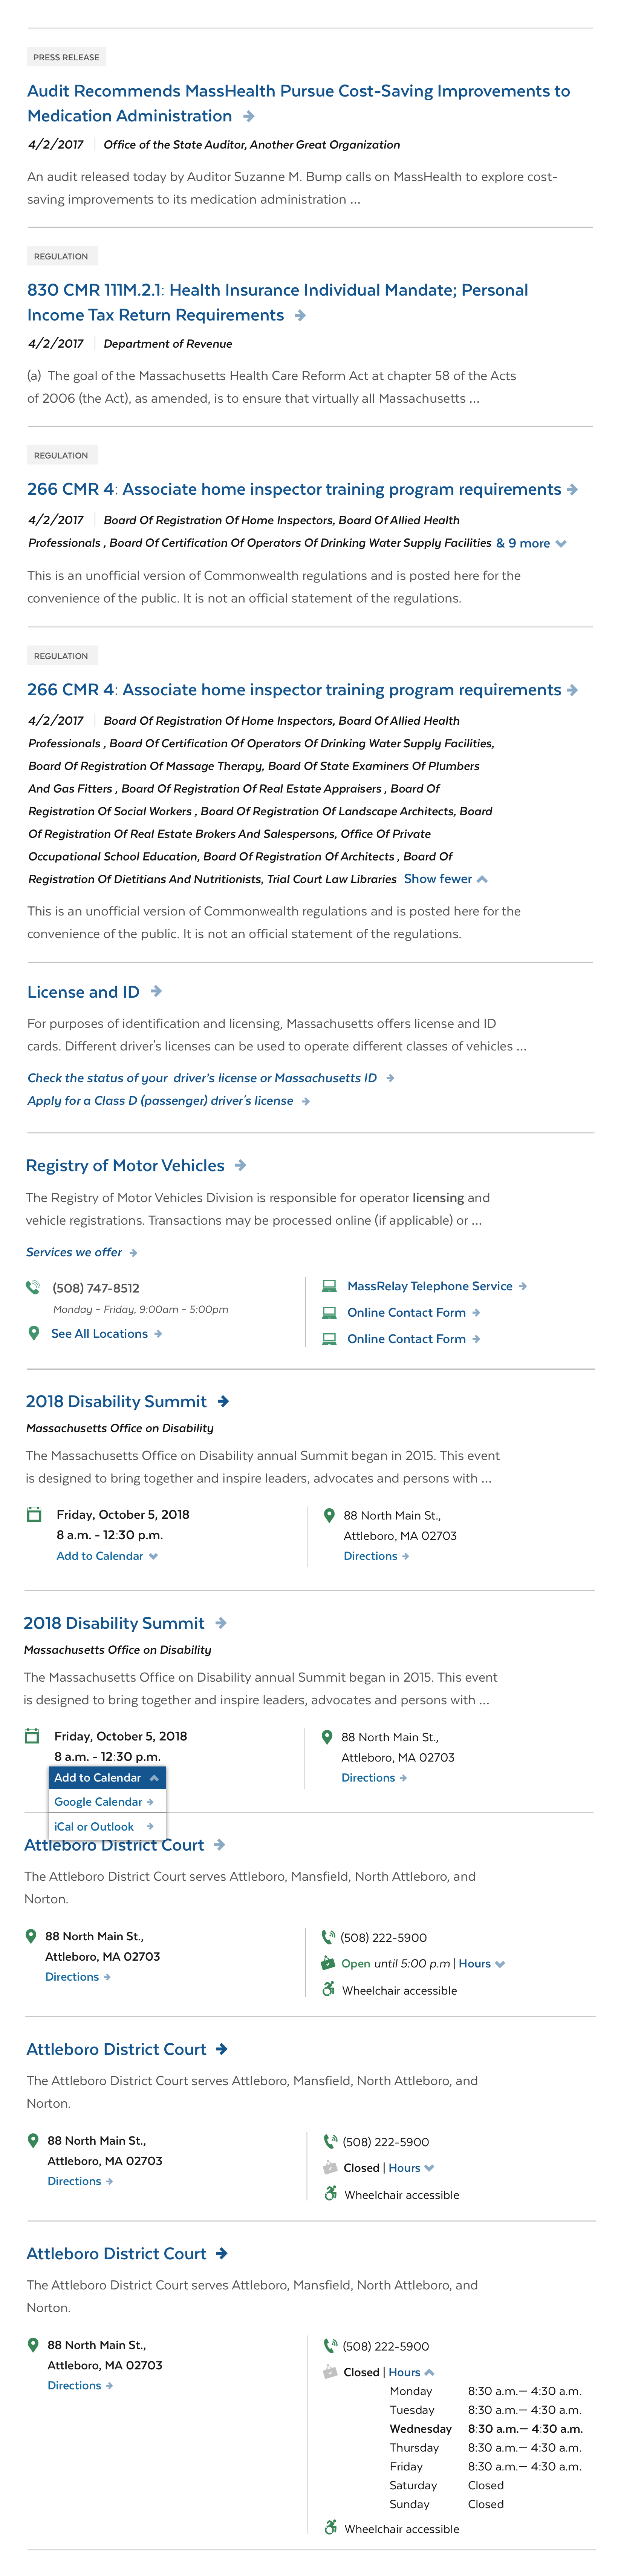 PRESS RELEASE
Audit Recommends MassHealth Pursue Cost-Saving Improvements to
Medication Administration
4/2/2017 Office of the State Auditor, Another Great Organization
An audit released today by Auditor Suzanne M. Bump calls on MassHealth to explore cost-
saving improvements to its medication administration ...
REGULATION
830 CMR 111M.2.1: Health Insurance Individual Mandate; Personal
Income Tax Return Requirements
4/2/2017 Department of Revenue
(a) The goal of the Massachusetts Health Care Reform Act at chapter 58 of the Acts
of 2006 (the Act), as amended, is to ensure that virtually all Massachusetts ...
REGULATION
266 CMR 4: Associate home inspector training program requirements
4/2/2017 Board Of Registration Of Home Inspectors, Board Of Allied Health
Professionals , Board Of Certification Of Operators Of Drinking Water Supply Facilities & 9 more
This is an unofficial version of Commonwealth regulations and is posted here for the
convenience of the public. It is not an official statement of the regulations.
REGULATION
266 CMR 4: Associate home inspector training program requirements
4/2/2017 Board Of Registration Of Home Inspectors, Board Of Allied Health
Professionals , Board Of Certification Of Operators Of Drinking Water Supply Facilities,
Board Of Registration Of Massage Therapy, Board Of State Examiners Of Plumbers
And Gas Fitters , Board Of Registration Of Real Estate Appraisers , Board Of
Registration Of Social Workers , Board Of Registration Of Landscape Architects, Board
Of Registration Of Real Estate Brokers And Salespersons, Office Of Private
Occupational School Education, Board Of Registration Of Architects , Board Of
Registration Of Dietitians And Nutritionists, Trial Court Law Libraries Show fewer
This is an unofficial version of Commonwealth regulations and is posted here for the
convenience of the public. It is not an official statement of the regulations.
License and ID
For purposes of identification and licensing, Massachusetts offers license and ID
cards. Different driver's licenses can be used to operate different classes of vehicles ...
Check the status of your driver's license or Massachusetts ID
Apply for a Class D (passenger) driver's license
Registry of Motor Vehicles
The Registry of Motor Vehicles Division is responsible for operator licensing and
vehicle registrations. Transactions may be processed online (if applicable) or ...
Services we offer
(508) 747-8512
Monday – Friday, 9:00am – 5:00pm
See All Locations
MassRelay Telephone Service
Online Contact Form
Online Contact Form
2018 Disability Summit
Massachusetts Office on Disability
The Massachusetts Office on Disability annual Summit began in 2015. This event
is designed to bring together and inspire leaders, advocates and persons with ...
Friday, October 5, 2018
8 a.m. - 12:30 p.m.
Add to Calendar
88 North Main St.,
Attleboro, MA 02703
Directions
2018 Disability Summit
Massachusetts Office on Disability
The Massachusetts Office on Disability annual Summit began in 2015. This event
is designed to bring together and inspire leaders, advocates and persons with ...
Friday, October 5, 2018
8 a.m. - 12:30 p.m.
Add to Calendar
Google Calendar
iCal or Outlook
88 North Main St.,
Attleboro, MA 02703
Directions
Attleboro District Court
The Attleboro District Court serves Attleboro, Mansfield, North Attleboro, and
Norton.
88 North Main St.,
Attleboro, MA 02703
Directions
(508) 222-5900
Open until 5:00 p.m | Hours
Wheelchair accessible
Attleboro District Court
The Attleboro District Court serves Attleboro, Mansfield, North Attleboro, and
Norton.
88 North Main St.,
Attleboro, MA 02703
Directions
(508) 222-5900
Closed | Hours
Wheelchair accessible
Attleboro District Court
The Attleboro District Court serves Attleboro, Mansfield, North Attleboro, and
Norton.
88 North Main St.,
Attleboro, MA 02703
Directions
(508) 222-5900
Closed | Hours
Monday 8:30 a.m.— 4:30 a.m.
Tuesday 8:30 a.m.— 4:30 a.m.
Wednesday 8:30 a.m.— 4:30 a.m.
Thursday 8:30 a.m.— 4:30 a.m.
Friday 8:30 a.m.— 4:30 a.m.
Saturday Closed
Sunday Closed
Wheelchair accessible